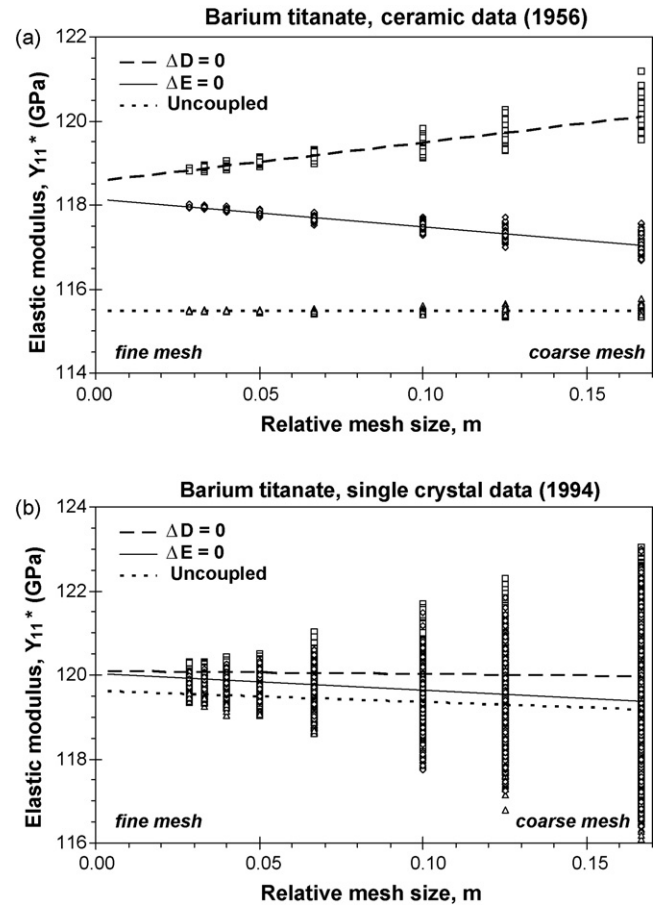 Barium titanate, ceramic data (1956)
(a)
122
ΔD = 0
ΔE = 0
Uncoupled
120
118
116
114
Elastic modulus, Y11* (GPa)
fine mesh
coarse mesh
0.00
0.05
0.10
0.15
Relative mesh size, m
Barium titanate, single crystal data (1994)
(b)
124
ΔD = 0
ΔE = 0
Uncoupled
122
120
118
116
Elastic modulus, Y11* (GPa)
fine mesh
coarse mesh
0.00
0.05
0.10
0.15
Relative mesh size, m